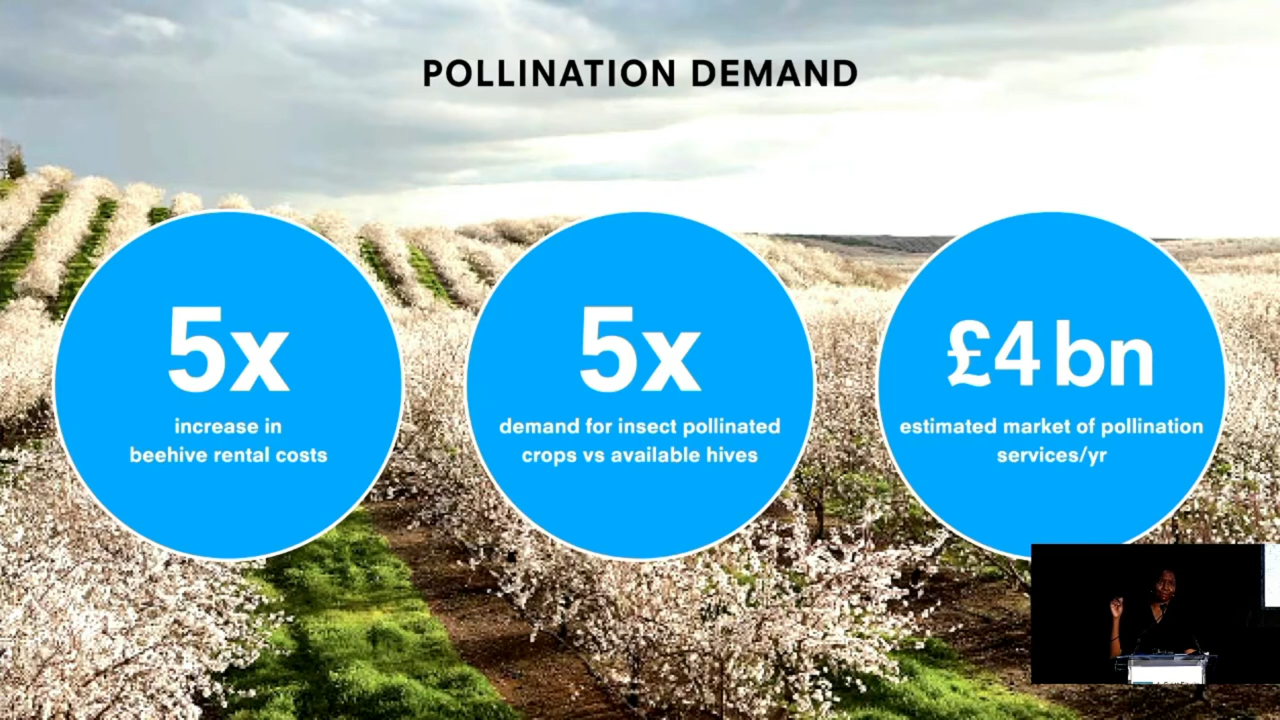 POLLINATION DEMAND
5x
increase in
beehive rental costs
5x
demand for insect pollinated
crops vs available hives
£4 bn
estimated market of pollination
services/yr